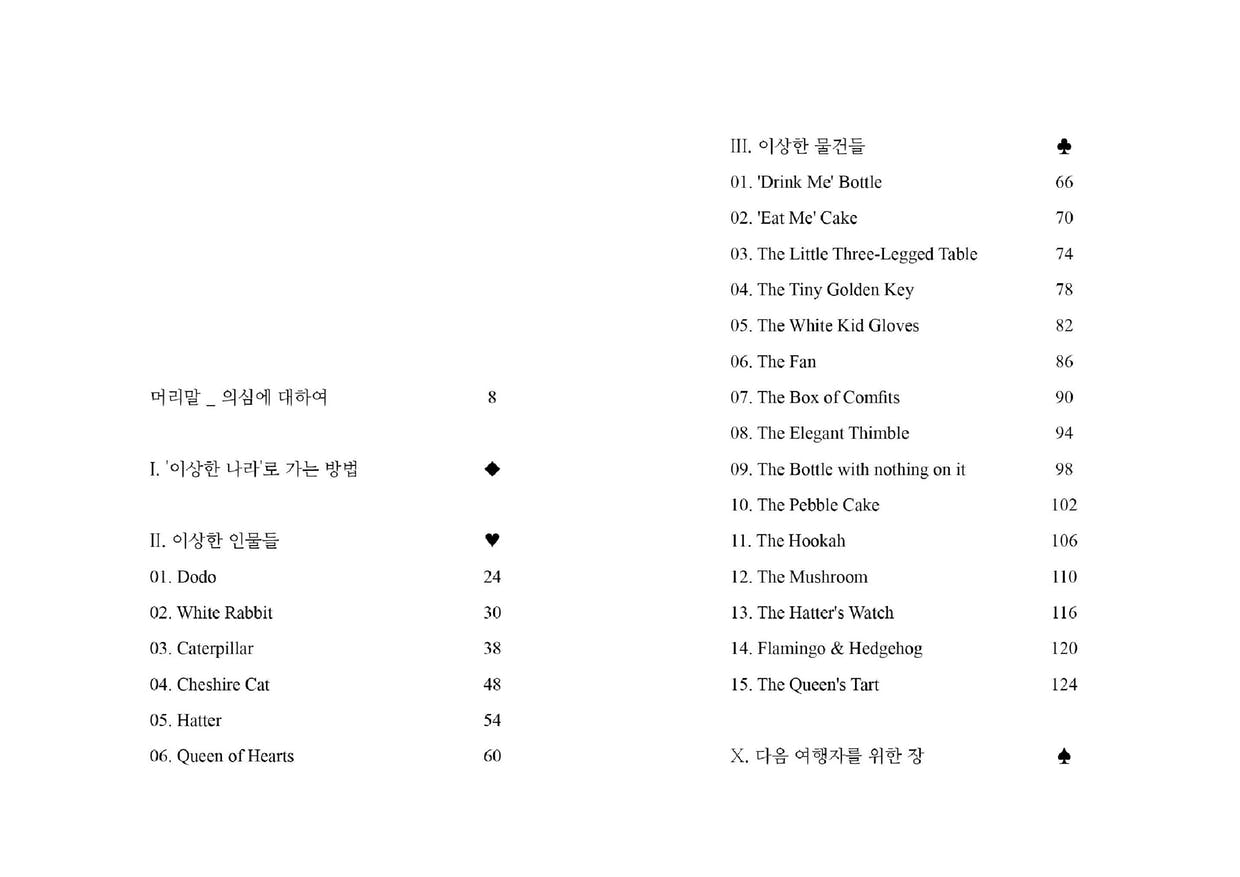 머리말 _ 의심에 대하여 8
I. '이상한 나라'로 가는 방법 ◆
II. 이상한 인물들 ♥
01. Dodo 24
02. White Rabbit 30
03. Caterpillar 38
04. Cheshire Cat 48
05. Hatter 54
06. Queen of Hearts 60
III. 이상한 물건들 ♣
01. 'Drink Me' Bottle 66
02. 'Eat Me' Cake 70
03. The Little Three-Legged Table 74
04. The Tiny Golden Key 78
05. The White Kid Gloves 82
06. The Fan 86
07. The Box of Comfits 90
08. The Elegant Thimble 94
09. The Bottle with nothing on it 98
10. The Pebble Cake 102
11. The Hookah 106
12. The Mushroom 110
13. The Hatter's Watch 116
14. Flamingo & Hedgehog 120
15. The Queen's Tart 124
X. 다음 여행자를 위한 장 ♠